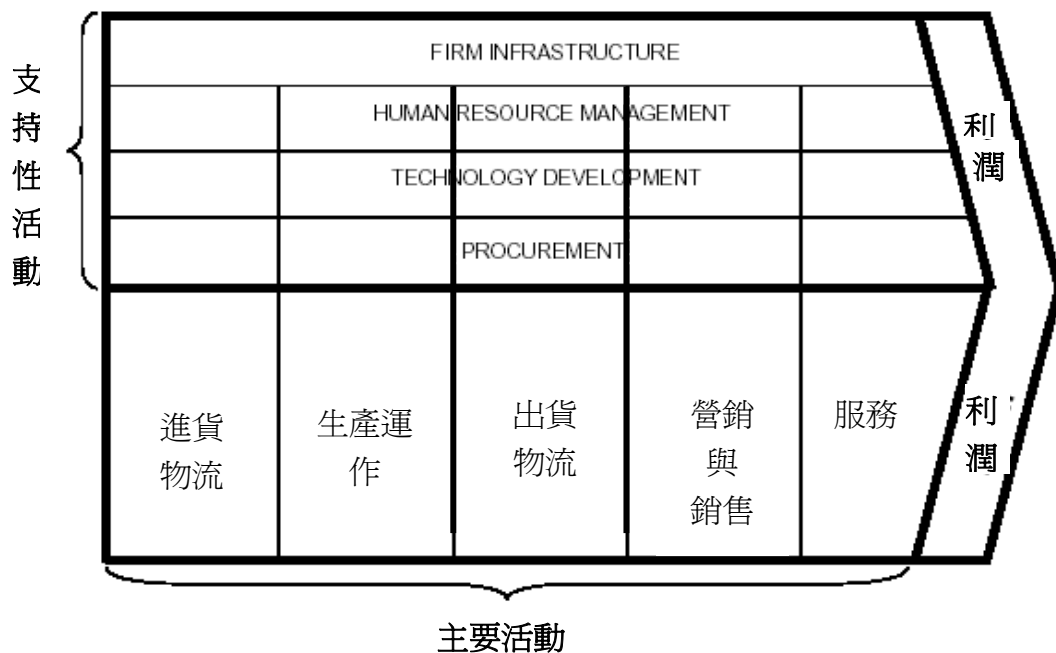 支
持
性
活
動
FIRM INFRASTRUCTURE
HUMAN RESOURCE MANAGEMENT
TECHNOLOGY DEVELOPMENT
PROCUREMENT
利
潤
進貨
物流
生產運
作
出貨
物流
營銷
與
銷售
服務
利
潤
主要活動